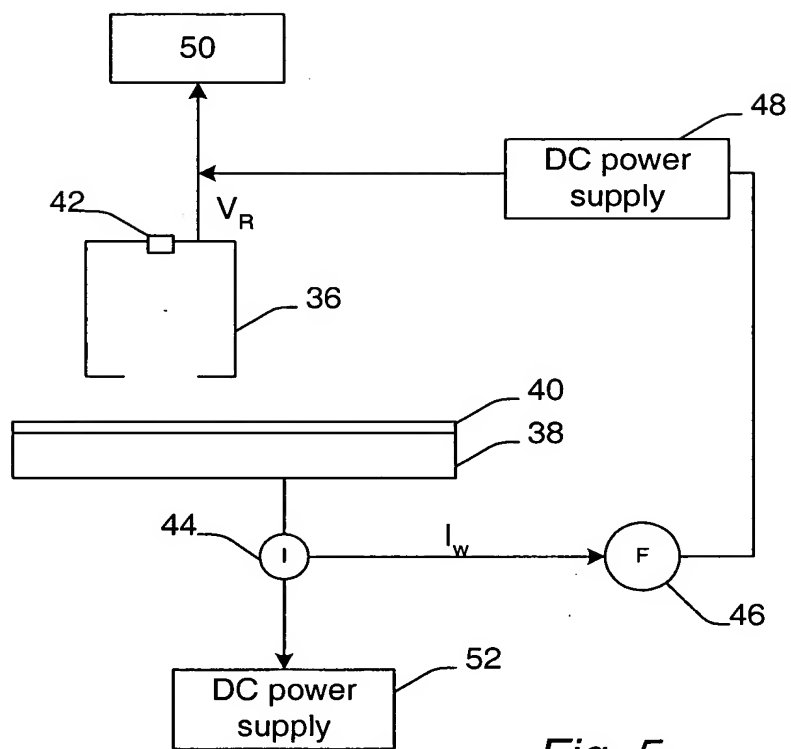 50
48
DC power
supply
42
V_R
36
40
38
44
I
I_w
F
46
52
DC power
supply
Fig. 5